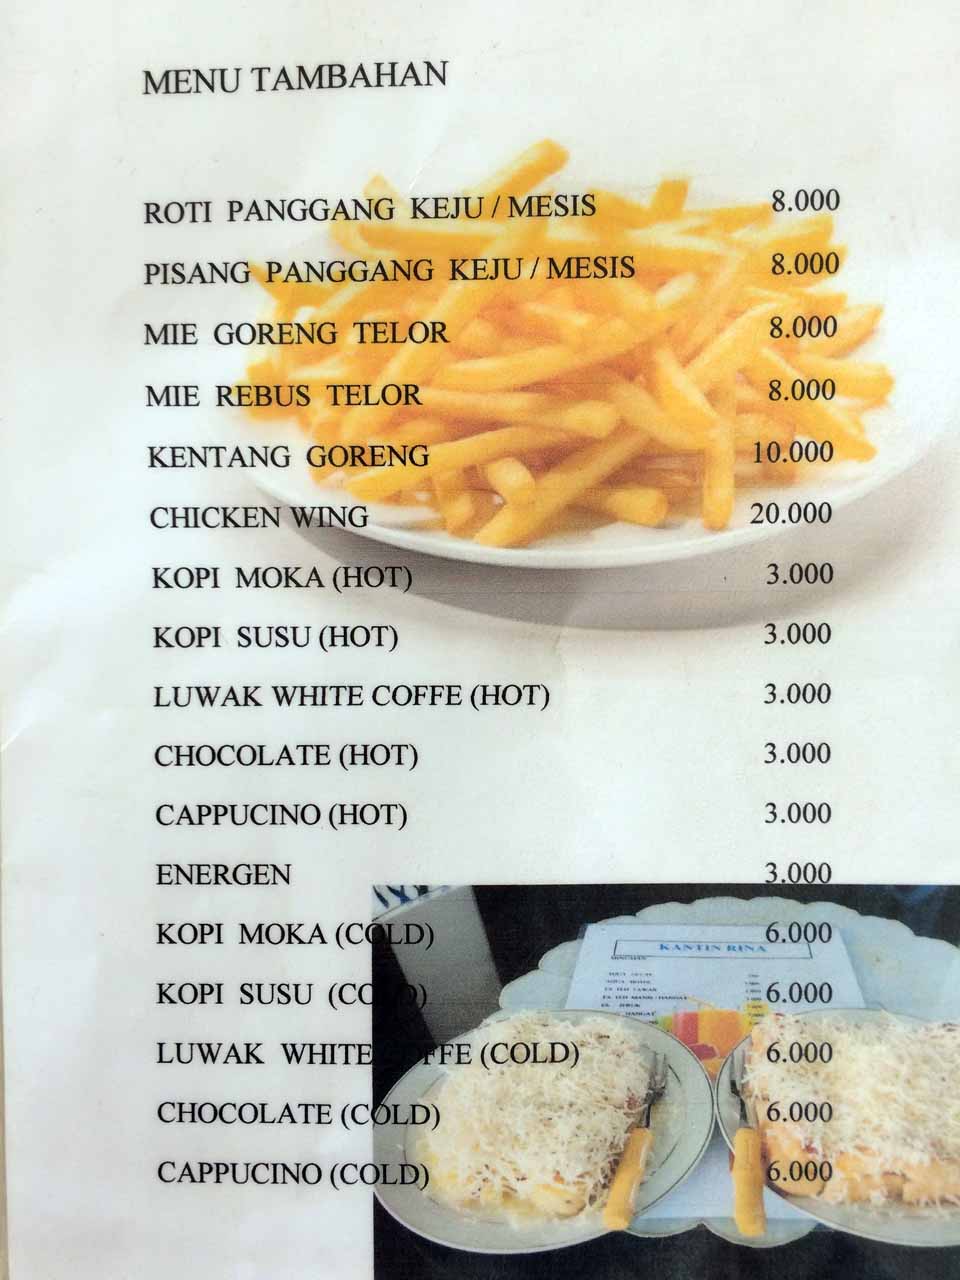 MENU TAMBAHAN
ROTI PANGGANG KEJU / MESIS 8.000
PISANG PANGGANG KEJU / MESIS 8.000
MIE GORENG TELOR 8.000
MIE REBUS TELOR 8.000
KENTANG GORENG 10.000
CHICKEN WING 20.000
KOPI MOKA (HOT) 3.000
KOPI SUSU (HOT) 3.000
LUWAK WHITE COFFE (HOT) 3.000
CHOCOLATE (HOT) 3.000
CAPPUCINO (HOT) 3.000
ENERGEN 3.000
KOPI MOKA (COLD) 6.000
KANTIN RINA
KOPI SUSU (COLD) 6.000
LUWAK WHITE COFFE (COLD) 6.000
CHOCOLATE (COLD) 6.000
CAPPUCINO (COLD) 6.000